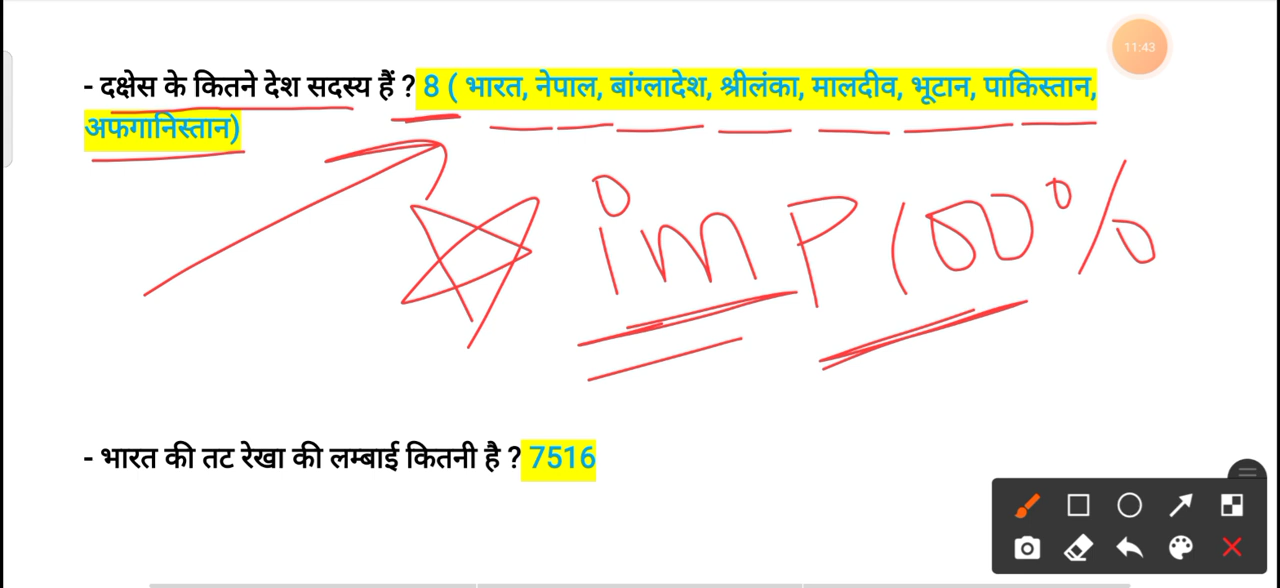 11:43
- दक्षेस के कितने देश सदस्य हैं ? 8 ( भारत, नेपाल, बांग्लादेश, श्रीलंका, मालदीव, भूटान, पाकिस्तान,
अफगानिस्तान)
imp 100%
- भारत की तट रेखा की लम्बाई कितनी है ? 7516